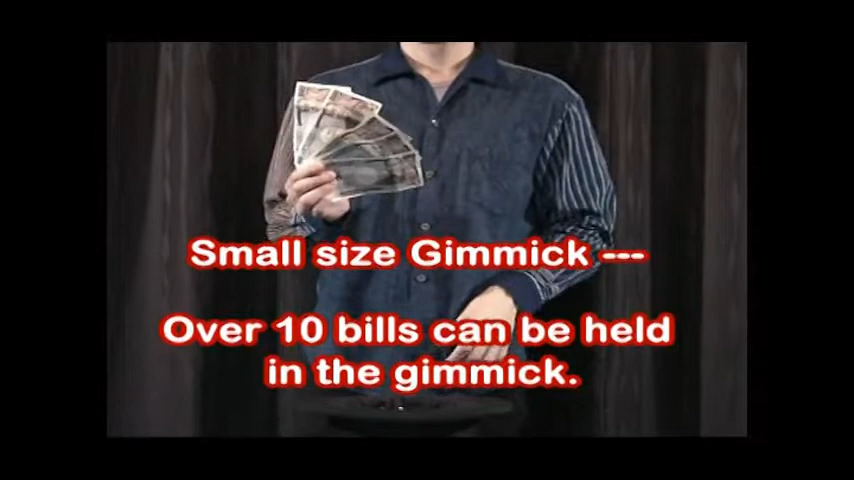 Small size Gimmick ---
Over 10 bills can be held
in the gimmick.